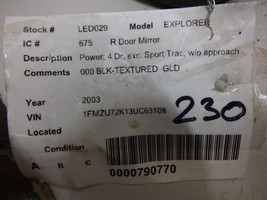 Stock # LED029 Model EXPLORER
IC # 675 R Door Mirror
Description Power; 4 Dr, exc. Sport Trac; w/o approach
Comments 000 BLK-TEXTURED GLD
Year 2003
VIN 1FMZU72K13UC63108
Located
Condition
A B C
230
0000790770